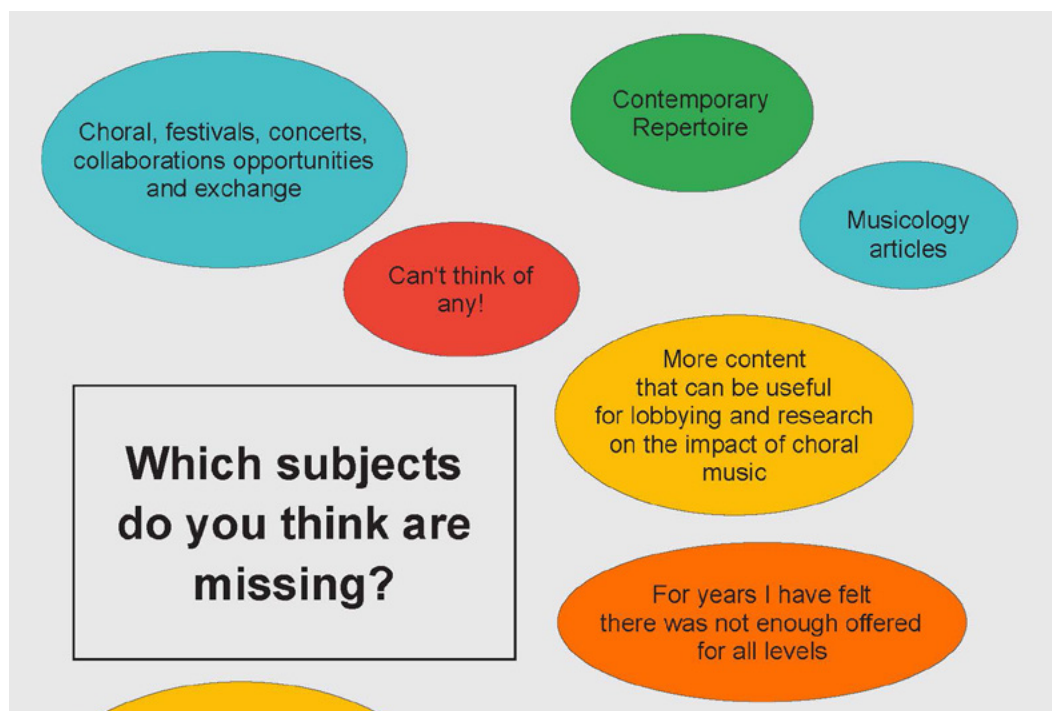 Choral, festivals, concerts,
collaborations opportunities
and exchange
Contemporary
Repertoire
Musicology
articles
Can't think of
any!
More content
that can be useful
for lobbying and research
on the impact of choral
music
Which subjects
do you think are
missing?
For years I have felt
there was not enough offered
for all levels